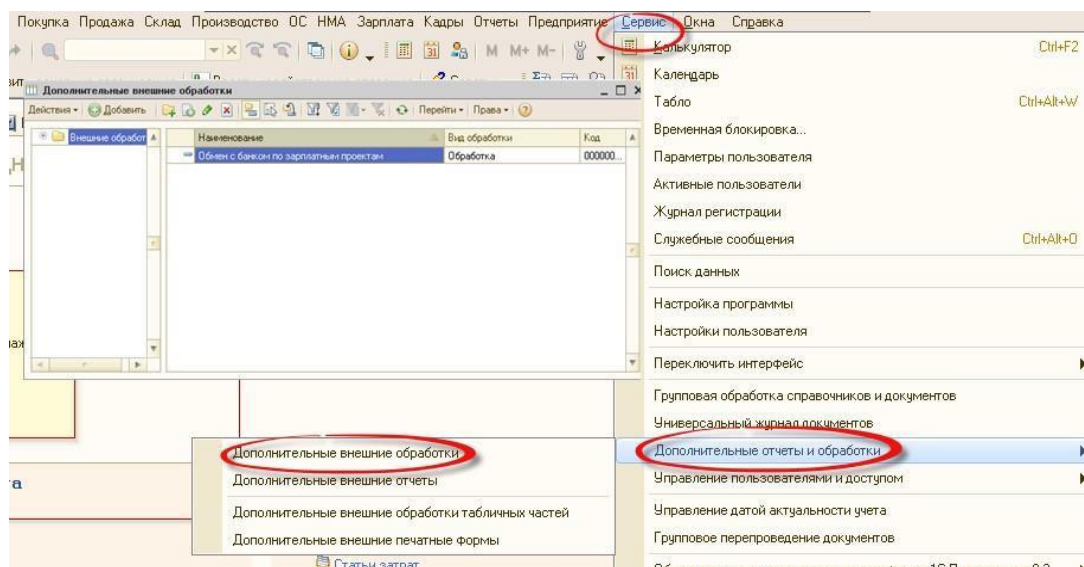 Покупка Продажа Склад Производство ОС НМА Зарплата Кадры Отчеты Предприятие Сервис Окна Справка
M M+ M-
Дополнительные внешние обработки
Действия Добавить Перейти Права
Внешние обработ
Наименование Вид обработки Код
Обмен с банком по зарплатным проектам Обработка 000000...
Калькулятор Ctrl+F2
Календарь
Табло Ctrl+Alt+W
Временная блокировка...
Параметры пользователя
Активные пользователи
Журнал регистрации
Служебные сообщения Ctrl+Alt+O
Поиск данных
Настройка программы
Настройки пользователя
Переключить интерфейс
Групповая обработка справочников и документов
Универсальный журнал документов
Дополнительные отчеты и обработки
Управление пользователями и доступом
Управление датой актуальности учета
Групповое перепроведение документов
Дополнительные внешние обработки
Дополнительные внешние отчеты
Дополнительные внешние обработки табличных частей
Дополнительные внешние печатные формы
Статьи затрат